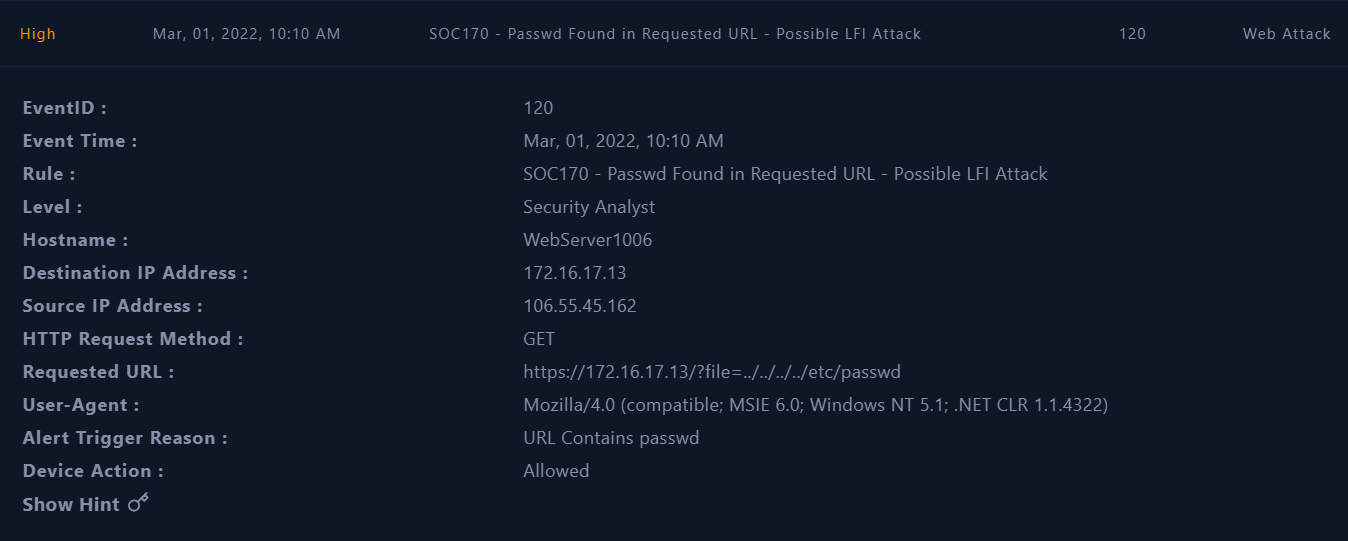 High Mar, 01, 2022, 10:10 AM SOC170 - Passwd Found in Requested URL - Possible LFI Attack 120 Web Attack
EventID : 120
Event Time : Mar, 01, 2022, 10:10 AM
Rule : SOC170 - Passwd Found in Requested URL - Possible LFI Attack
Level : Security Analyst
Hostname : WebServer1006
Destination IP Address : 172.16.17.13
Source IP Address : 106.55.45.162
HTTP Request Method : GET
Requested URL : https://172.16.17.13/?file=../../../../etc/passwd
User-Agent : Mozilla/4.0 (compatible; MSIE 6.0; Windows NT 5.1; .NET CLR 1.1.4322)
Alert Trigger Reason : URL Contains passwd
Device Action : Allowed
Show Hint